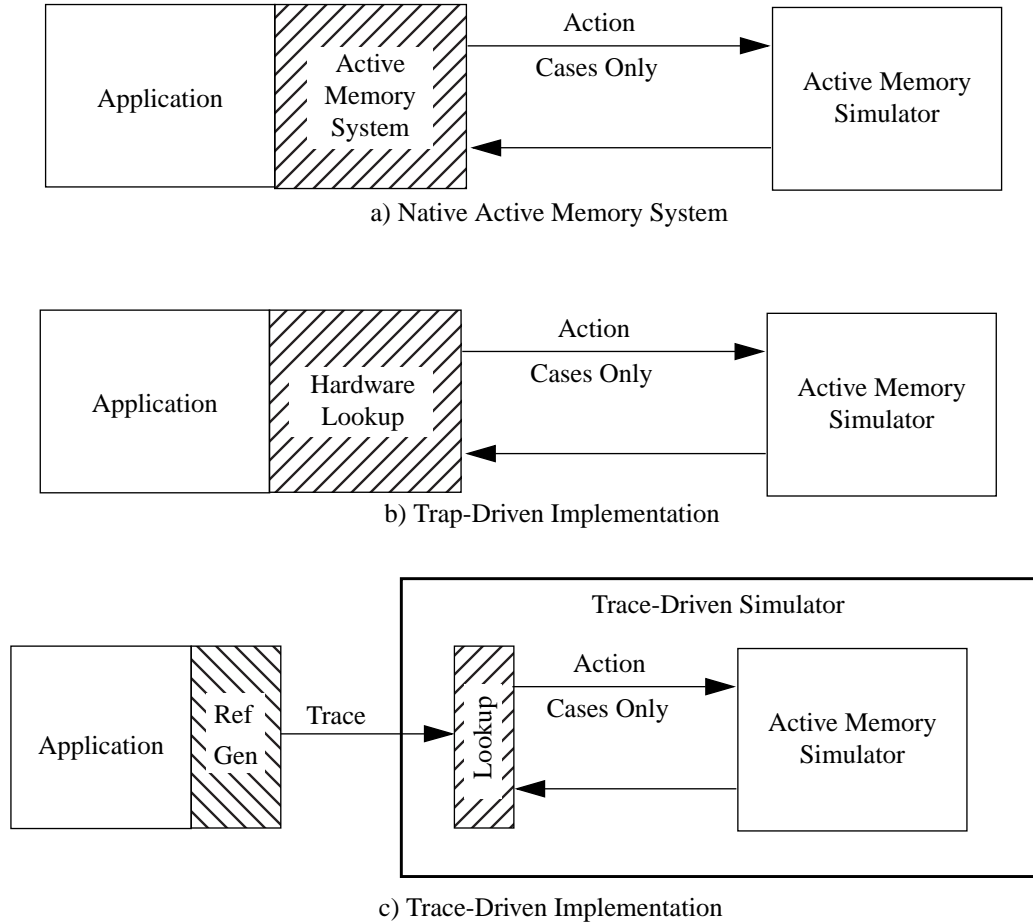 Application
Active
Memory
System
Action
Cases Only
Active Memory
Simulator
a) Native Active Memory System
Application
Hardware
Lookup
Action
Cases Only
Active Memory
Simulator
b) Trap-Driven Implementation
Trace-Driven Simulator
Application
Ref
Gen
Trace
Lookup
Action
Cases Only
Active Memory
Simulator
c) Trace-Driven Implementation